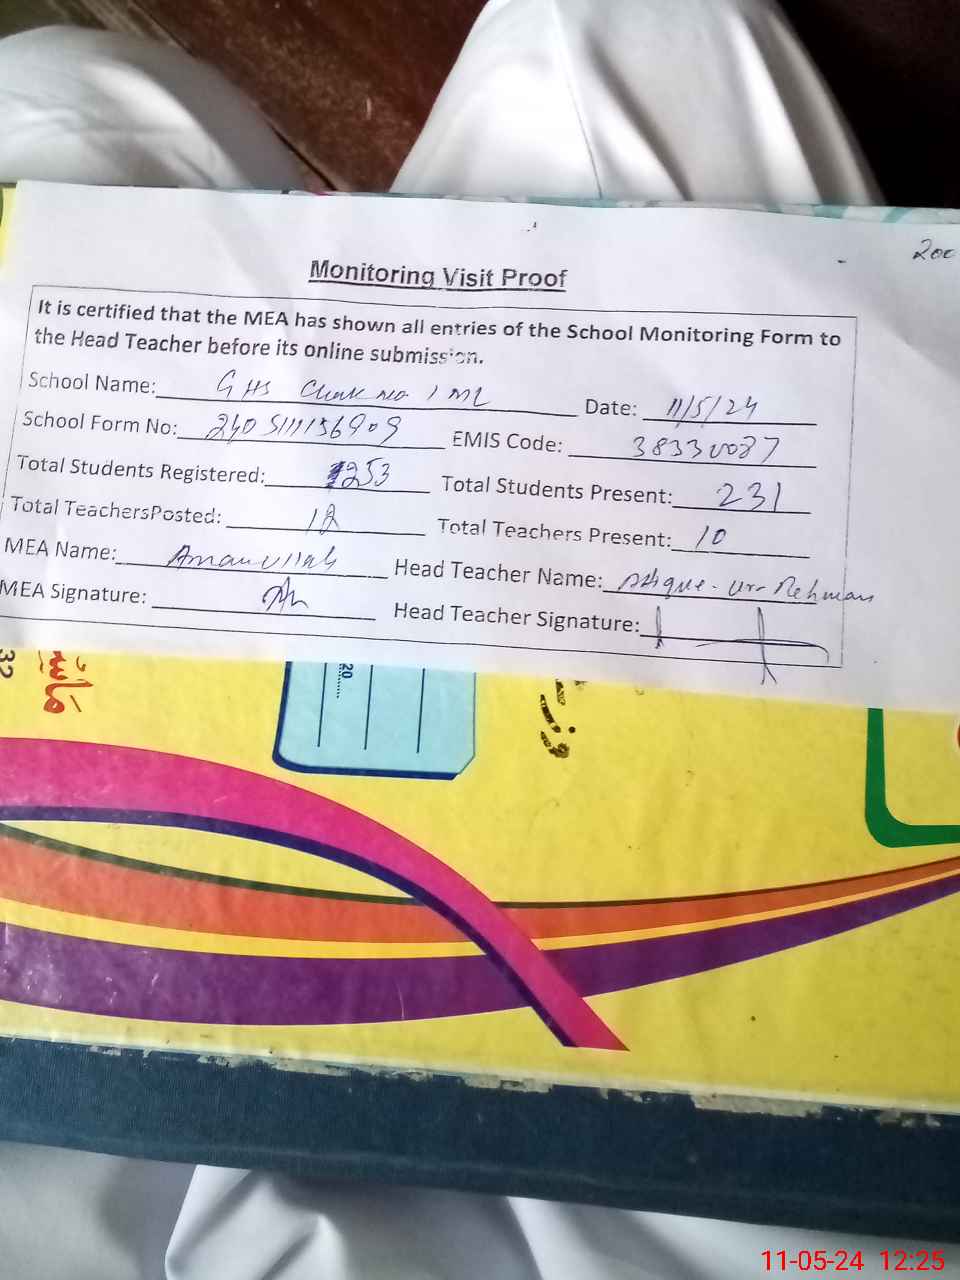 200
Monitoring Visit Proof
It is certified that the MEA has shown all entries of the School Monitoring Form to
the Head Teacher before its online submission.
School Name: GHS Chak no 1 ML Date: 11/5/24
School Form No: 2405111156909 EMIS Code: 38330087
Total Students Registered: 253 Total Students Present: 231
Total TeachersPosted: 12 Total Teachers Present: 10
MEA Name: Amanullah Head Teacher Name: Ashique-ur-Rehman
MEA Signature: Head Teacher Signature:
32
20
11-05-24 12:25